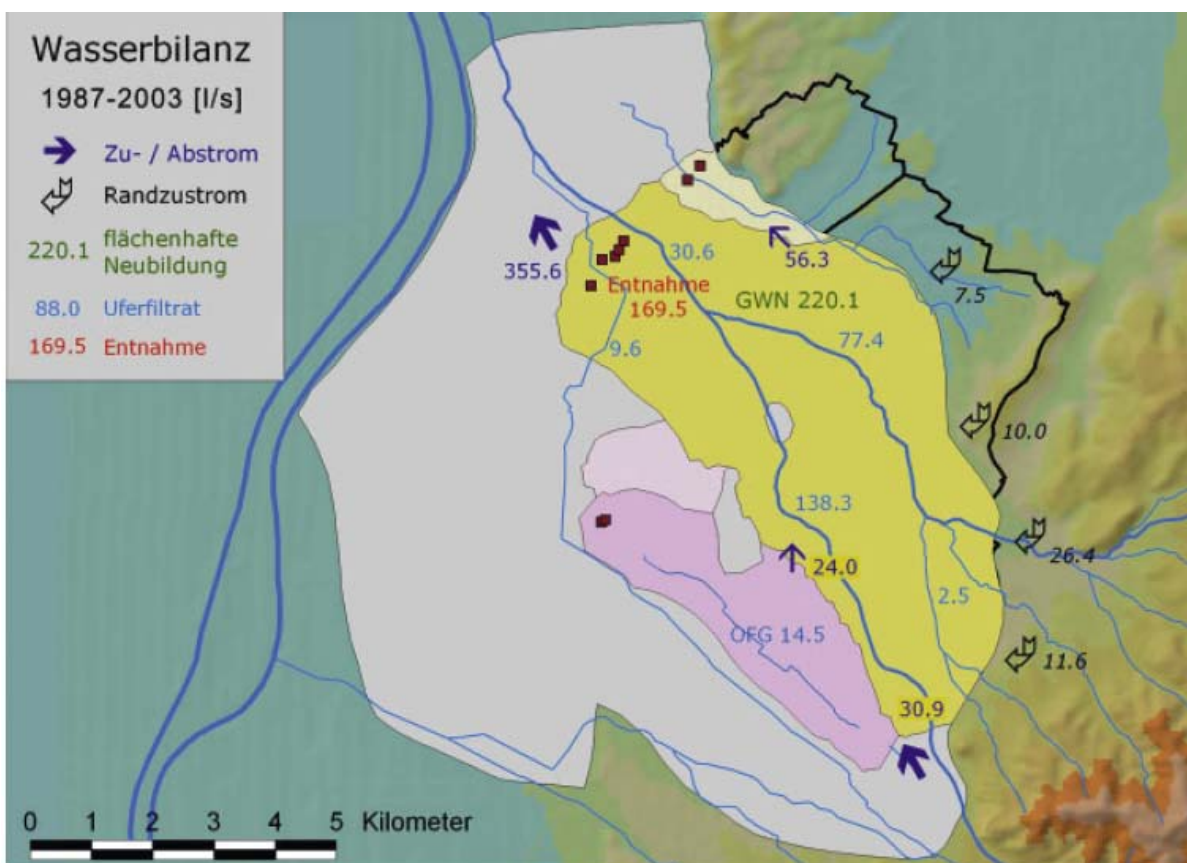 Wasserbilanz
1987-2003 [l/s]
Zu- / Abstrom
Randzustrom
220.1 flächenhafte
Neubildung
88.0 Uferfiltrat
169.5 Entnahme
355.6
30.6
56.3
Entnahme
169.5
GWN 220.1
7.5
9.6
77.4
10.0
138.3
24.0
26.4
2.5
OFG 14.5
11.6
30.9
0 1 2 3 4 5 Kilometer